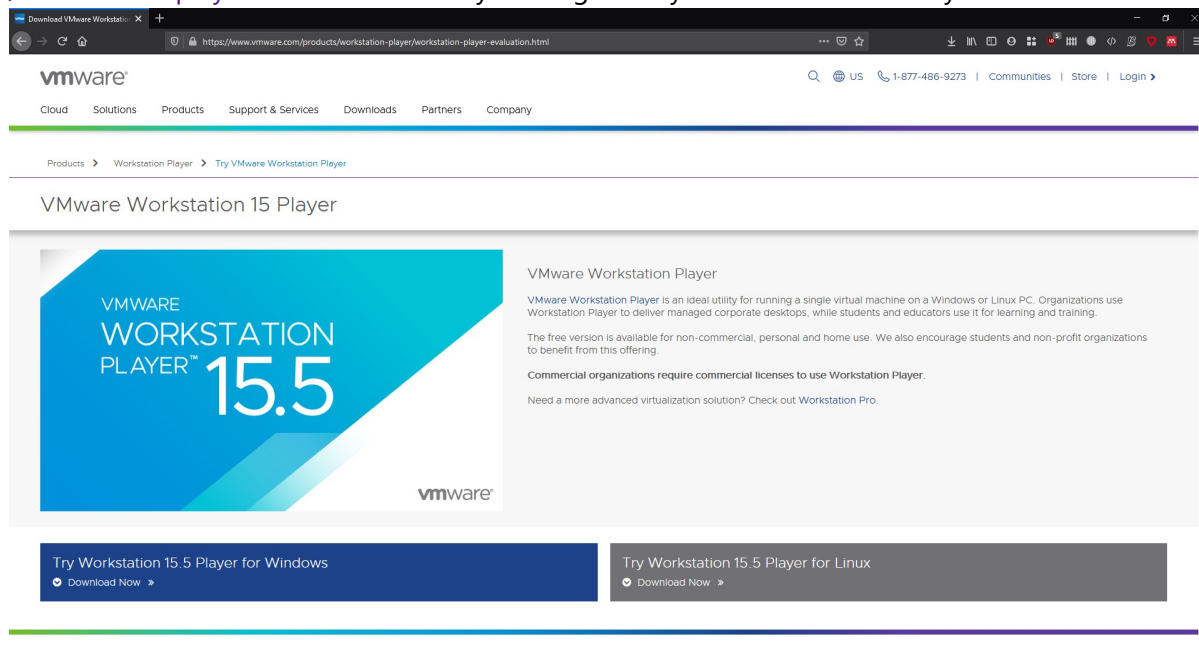 Download VMware Workstatio
https://www.vmware.com/products/workstation-player/workstation-player-evaluation.html
vmware
US 1-877-486-9273 | Communities | Store | Login
Cloud Solutions Products Support & Services Downloads Partners Company
Products > Workstation Player > Try VMware Workstation Player
VMware Workstation 15 Player
VMWARE
WORKSTATION
PLAYER™ 15.5
vmware
VMware Workstation Player
VMware Workstation Player is an ideal utility for running a single virtual machine on a Windows or Linux PC. Organizations use
Workstation Player to deliver managed corporate desktops, while students and educators use it for learning and training.
The free version is available for non-commercial, personal and home use. We also encourage students and non-profit organizations
to benefit from this offering.
Commercial organizations require commercial licenses to use Workstation Player.
Need a more advanced virtualization solution? Check out Workstation Pro.
Try Workstation 15.5 Player for Windows
Download Now »
Try Workstation 15.5 Player for Linux
Download Now »